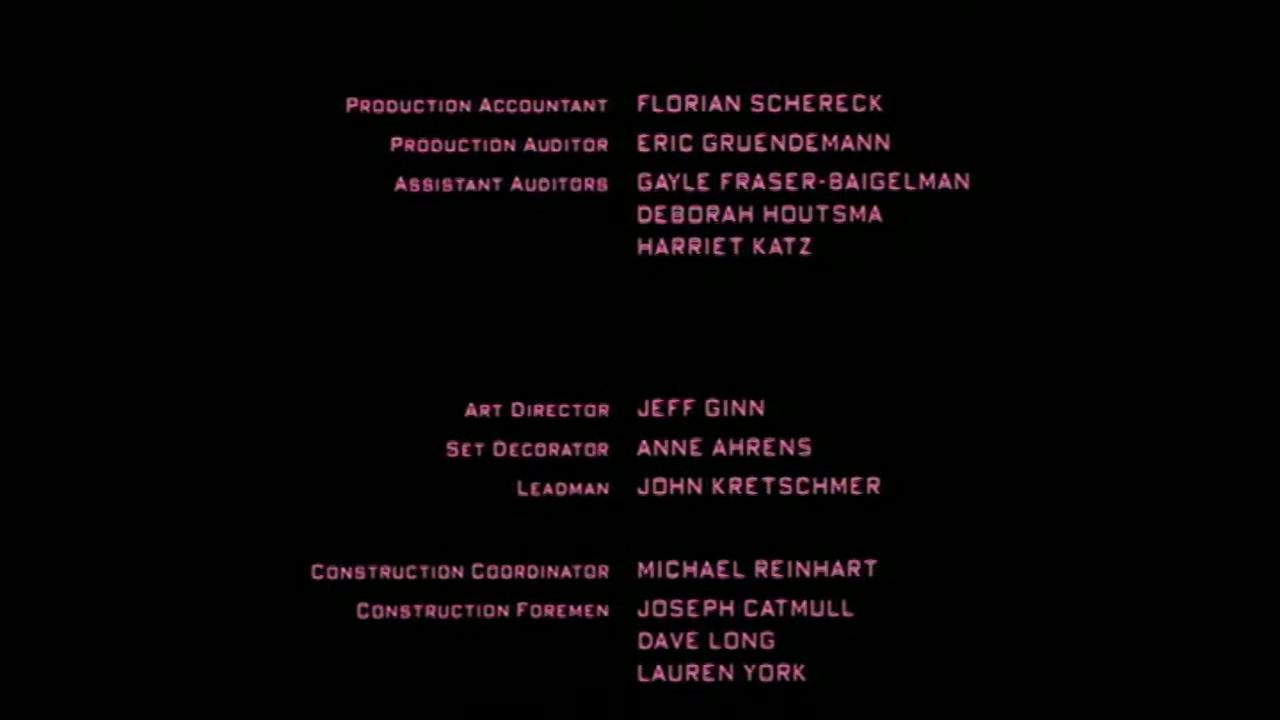 PRODUCTION ACCOUNTANT FLORIAN SCHERECK
PRODUCTION AUDITOR ERIC GRUENDEMANN
ASSISTANT AUDITORS GAYLE FRASER-BAIGELMAN
DEBORAH HOUTSMA
HARRIET KATZ
ART DIRECTOR JEFF GINN
SET DECORATOR ANNE AHRENS
LEADMAN JOHN KRETSCHMER
CONSTRUCTION COORDINATOR MICHAEL REINHART
CONSTRUCTION FOREMEN JOSEPH CATMULL
DAVE LONG
LAUREN YORK